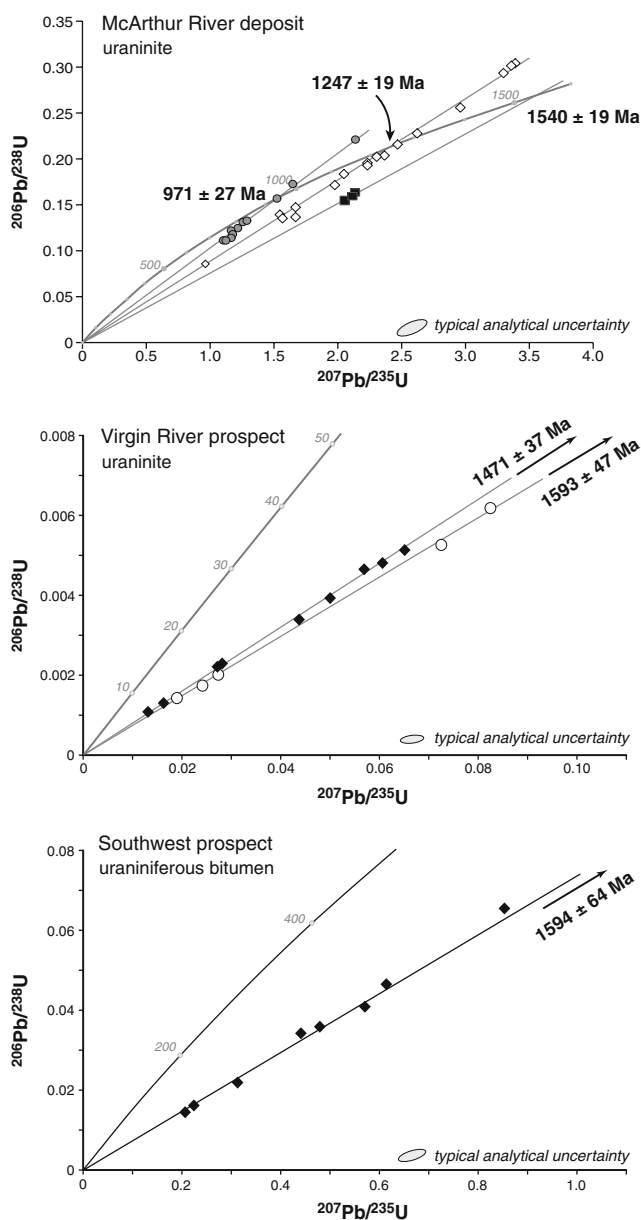 McArthur River deposit
uraninite
0.35
0.30
0.25
0.20
0.15
0.10
0.05
0
²⁰⁶Pb/²³⁸U
1247 ± 19 Ma
1500
1540 ± 19 Ma
1000
971 ± 27 Ma
500
typical analytical uncertainty
0 0.5 1.0 1.5 2.0 2.5 3.0 3.5 4.0
²⁰⁷Pb/²³⁵U
Virgin River prospect
uraninite
0.008
0.006
0.004
0.002
0
²⁰⁶Pb/²³⁸U
50
40
30
20
10
1471 ± 37 Ma
1593 ± 47 Ma
typical analytical uncertainty
0 0.02 0.04 0.06 0.08 0.10
²⁰⁷Pb/²³⁵U
Southwest prospect
uraniniferous bitumen
0.08
0.06
0.04
0.02
0
²⁰⁶Pb/²³⁸U
400
200
1594 ± 64 Ma
typical analytical uncertainty
0 0.2 0.4 0.6 0.8 1.0
²⁰⁷Pb/²³⁵U